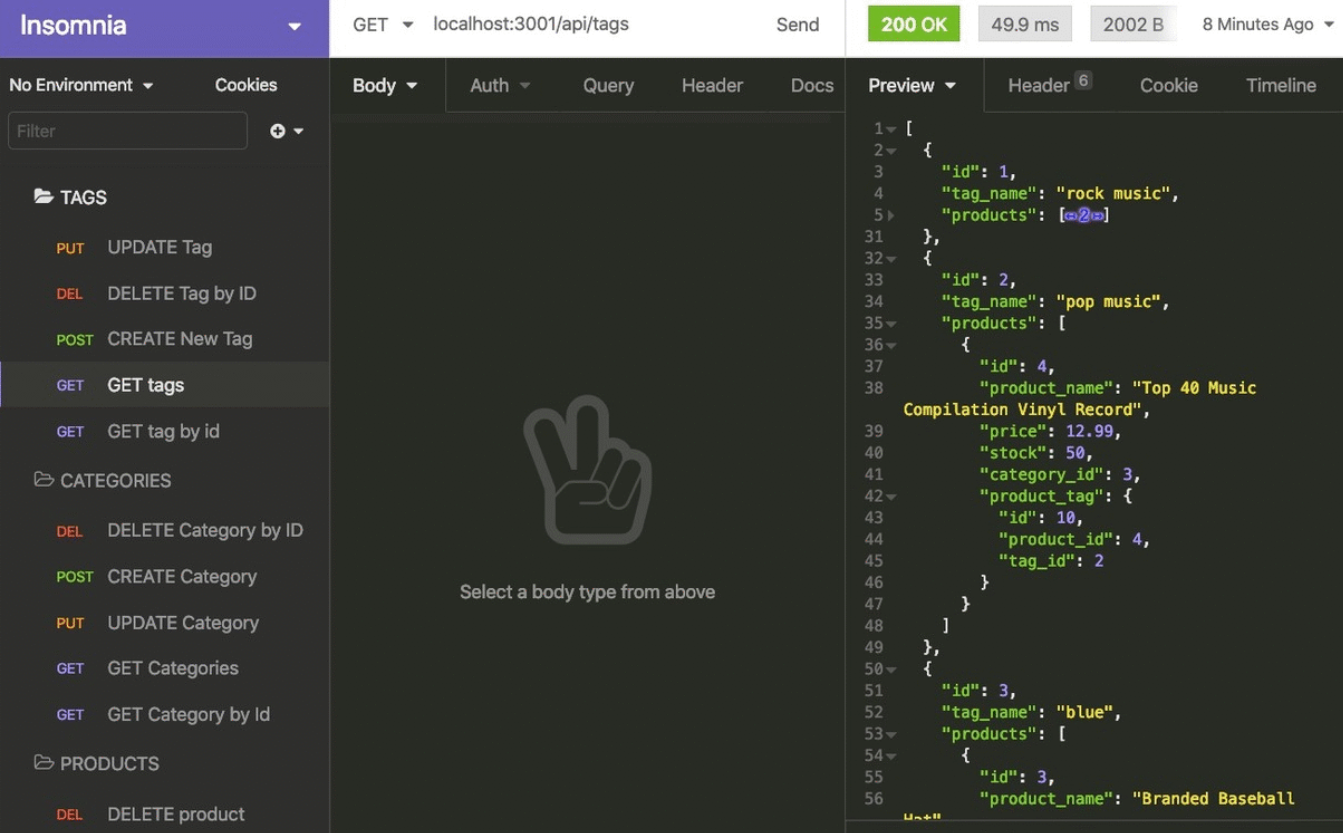 Insomnia
GET localhost:3001/api/tags Send
200 OK 49.9 ms 2002 B 8 Minutes Ago
No Environment Cookies
Filter
TAGS
PUT UPDATE Tag
DEL DELETE Tag by ID
POST CREATE New Tag
GET GET tags
GET GET tag by id
CATEGORIES
DEL DELETE Category by ID
POST CREATE Category
PUT UPDATE Category
GET GET Categories
GET GET Category by Id
PRODUCTS
DEL DELETE product
Body Auth Query Header Docs
Select a body type from above
Preview Header 6 Cookie Timeline
1 [
2 {
3 "id": 1,
4 "tag_name": "rock music",
5 "products": [↔2↔]
31 },
32 {
33 "id": 2,
34 "tag_name": "pop music",
35 "products": [
36 {
37 "id": 4,
38 "product_name": "Top 40 Music
Compilation Vinyl Record",
39 "price": 12.99,
40 "stock": 50,
41 "category_id": 3,
42 "product_tag": {
43 "id": 10,
44 "product_id": 4,
45 "tag_id": 2
46 }
47 }
48 ]
49 },
50 {
51 "id": 3,
52 "tag_name": "blue",
53 "products": [
54 {
55 "id": 3,
56 "product_name": "Branded Baseball
Hat"